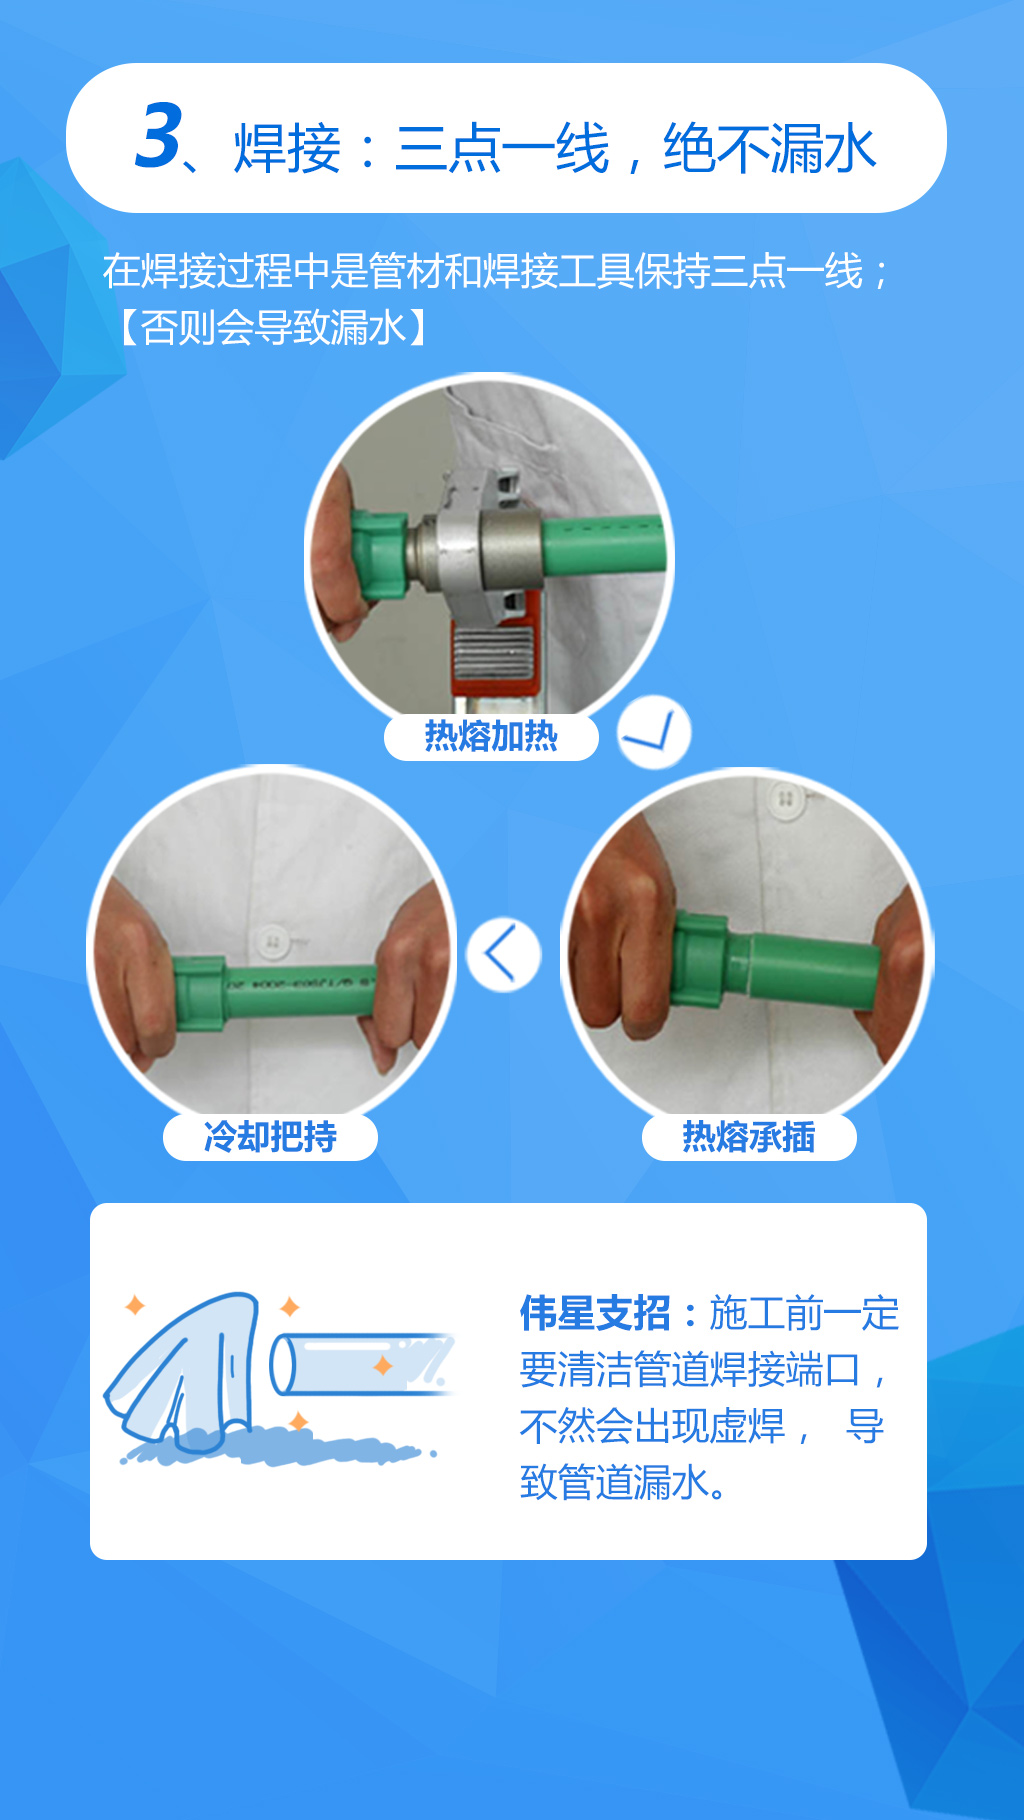 3、焊接：三点一线，绝不漏水
在焊接过程中是管材和焊接工具保持三点一线；
【否则会导致漏水】
热熔加热
冷却把持
热熔承插
伟星支招：施工前一定
要清洁管道焊接端口，
不然会出现虚焊， 导
致管道漏水。